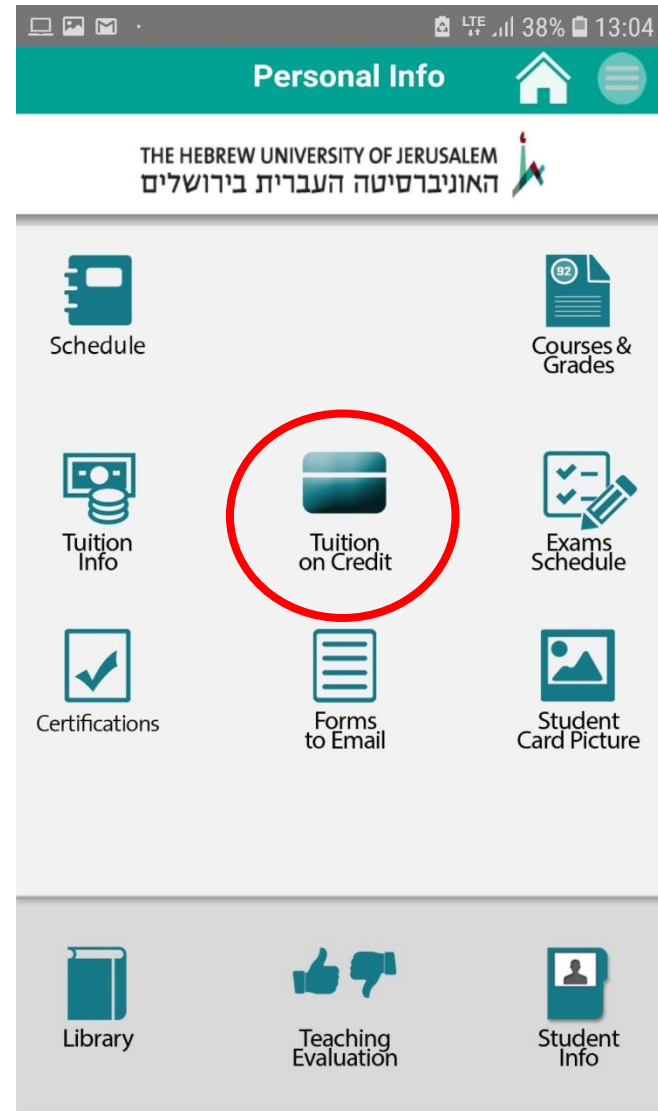 LTE 38% 13:04
Personal Info
THE HEBREW UNIVERSITY OF JERUSALEM
האוניברסיטה העברית בירושלים
Schedule
92
Courses &
Grades
Tuition
Info
Tuition
on Credit
Exams
Schedule
Certifications
Forms
to Email
Student
Card Picture
Library
Teaching
Evaluation
Student
Info